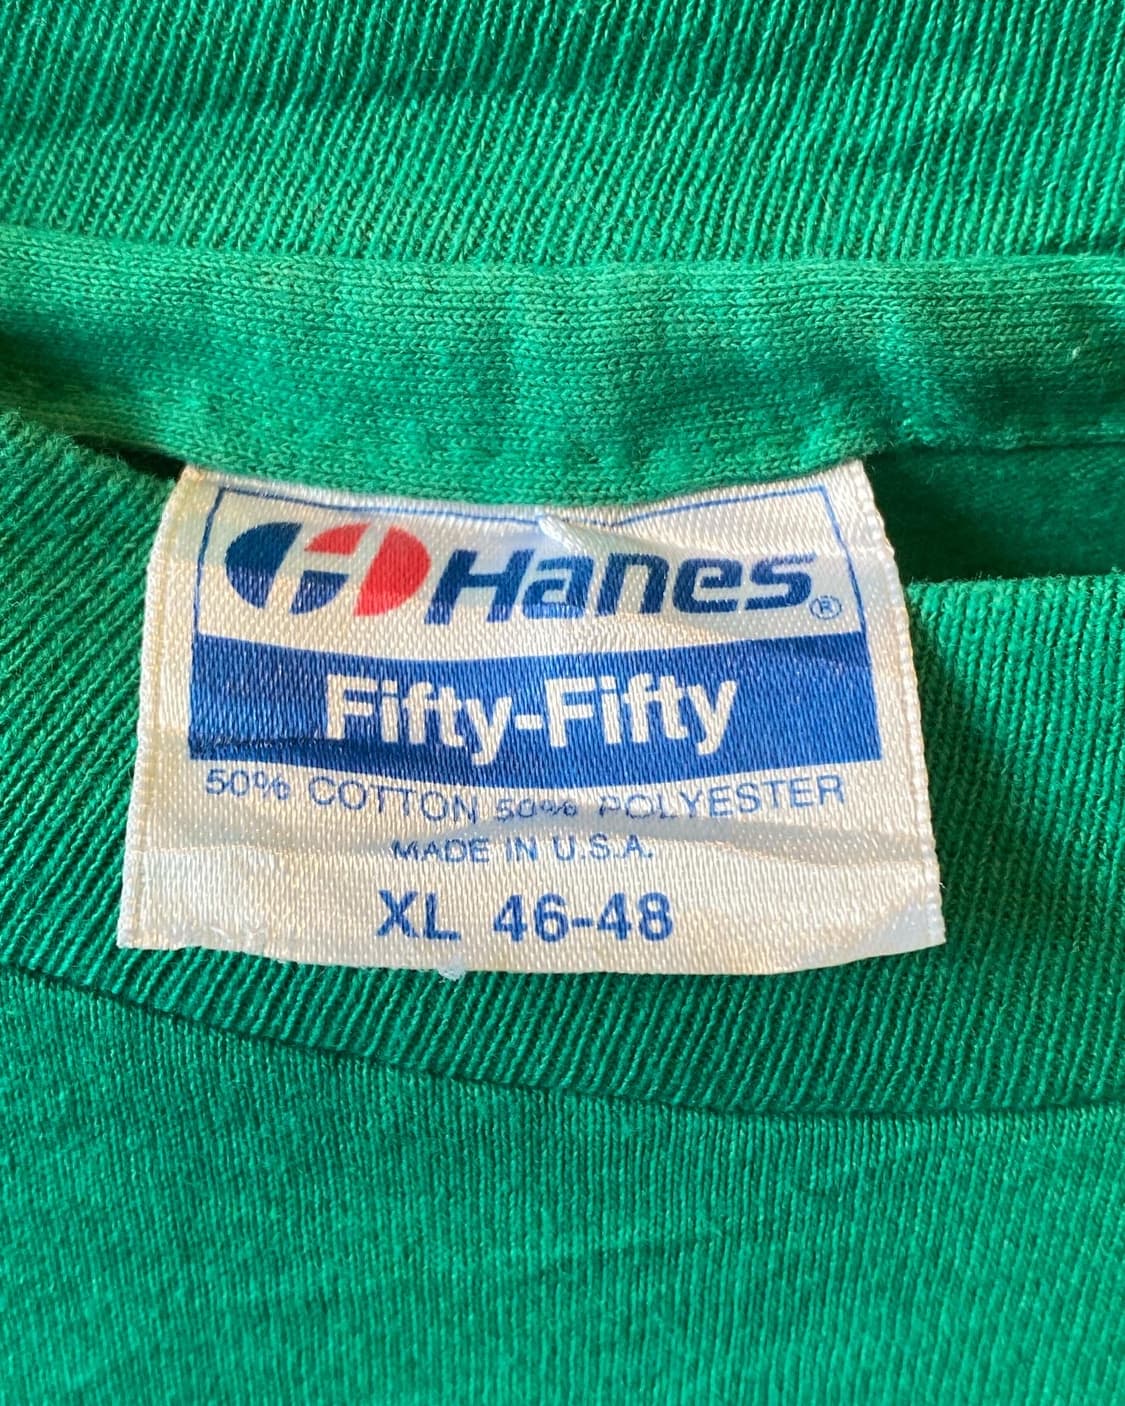 Hanes®
Fifty-Fifty
50% COTTON 50% POLYESTER
MADE IN U.S.A.
XL 46-48